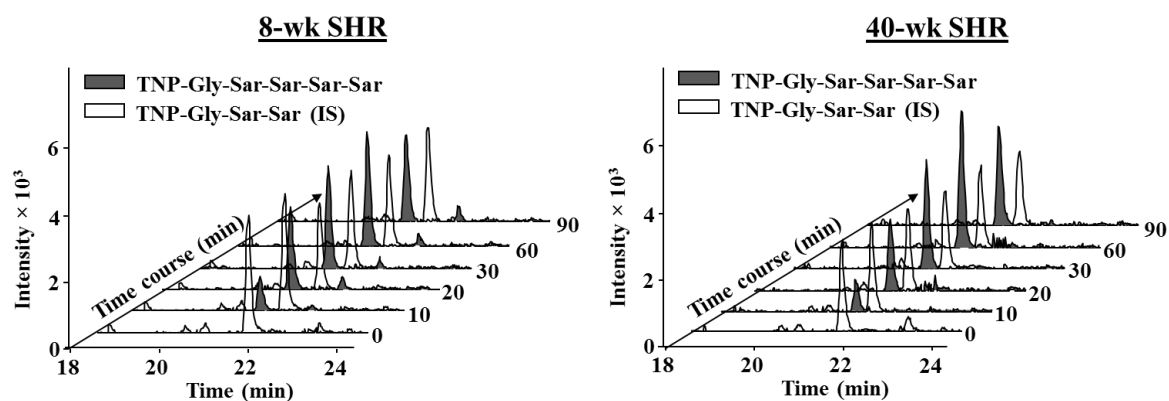 8-wk SHR
TNP-Gly-Sar-Sar-Sar-Sar
TNP-Gly-Sar-Sar (IS)
Intensity × 10³
6
4
2
0
Time course (min)
90
60
30
20
10
0
18
20
22
24
Time (min)
40-wk SHR
TNP-Gly-Sar-Sar-Sar-Sar
TNP-Gly-Sar-Sar (IS)
Intensity × 10³
6
4
2
0
Time course (min)
90
60
30
20
10
0
18
20
22
24
Time (min)